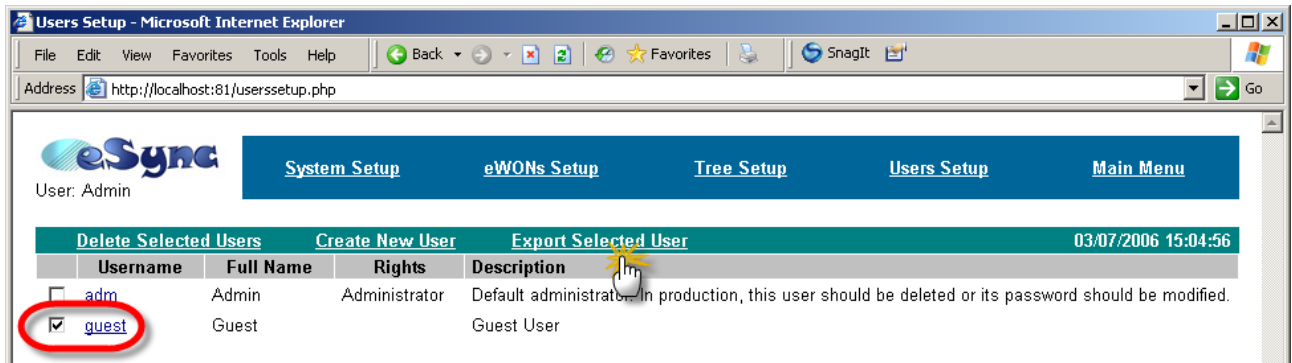 Users Setup - Microsoft Internet Explorer
File Edit View Favorites Tools Help Back Favorites SnagIt
Address http://localhost:81/userssetup.php Go
eSync System Setup eWONs Setup Tree Setup Users Setup Main Menu
User: Admin
Delete Selected Users Create New User Export Selected User 03/07/2006 15:04:56
Username Full Name Rights Description
adm Admin Administrator Default administrator. In production, this user should be deleted or its password should be modified.
guest Guest Guest User